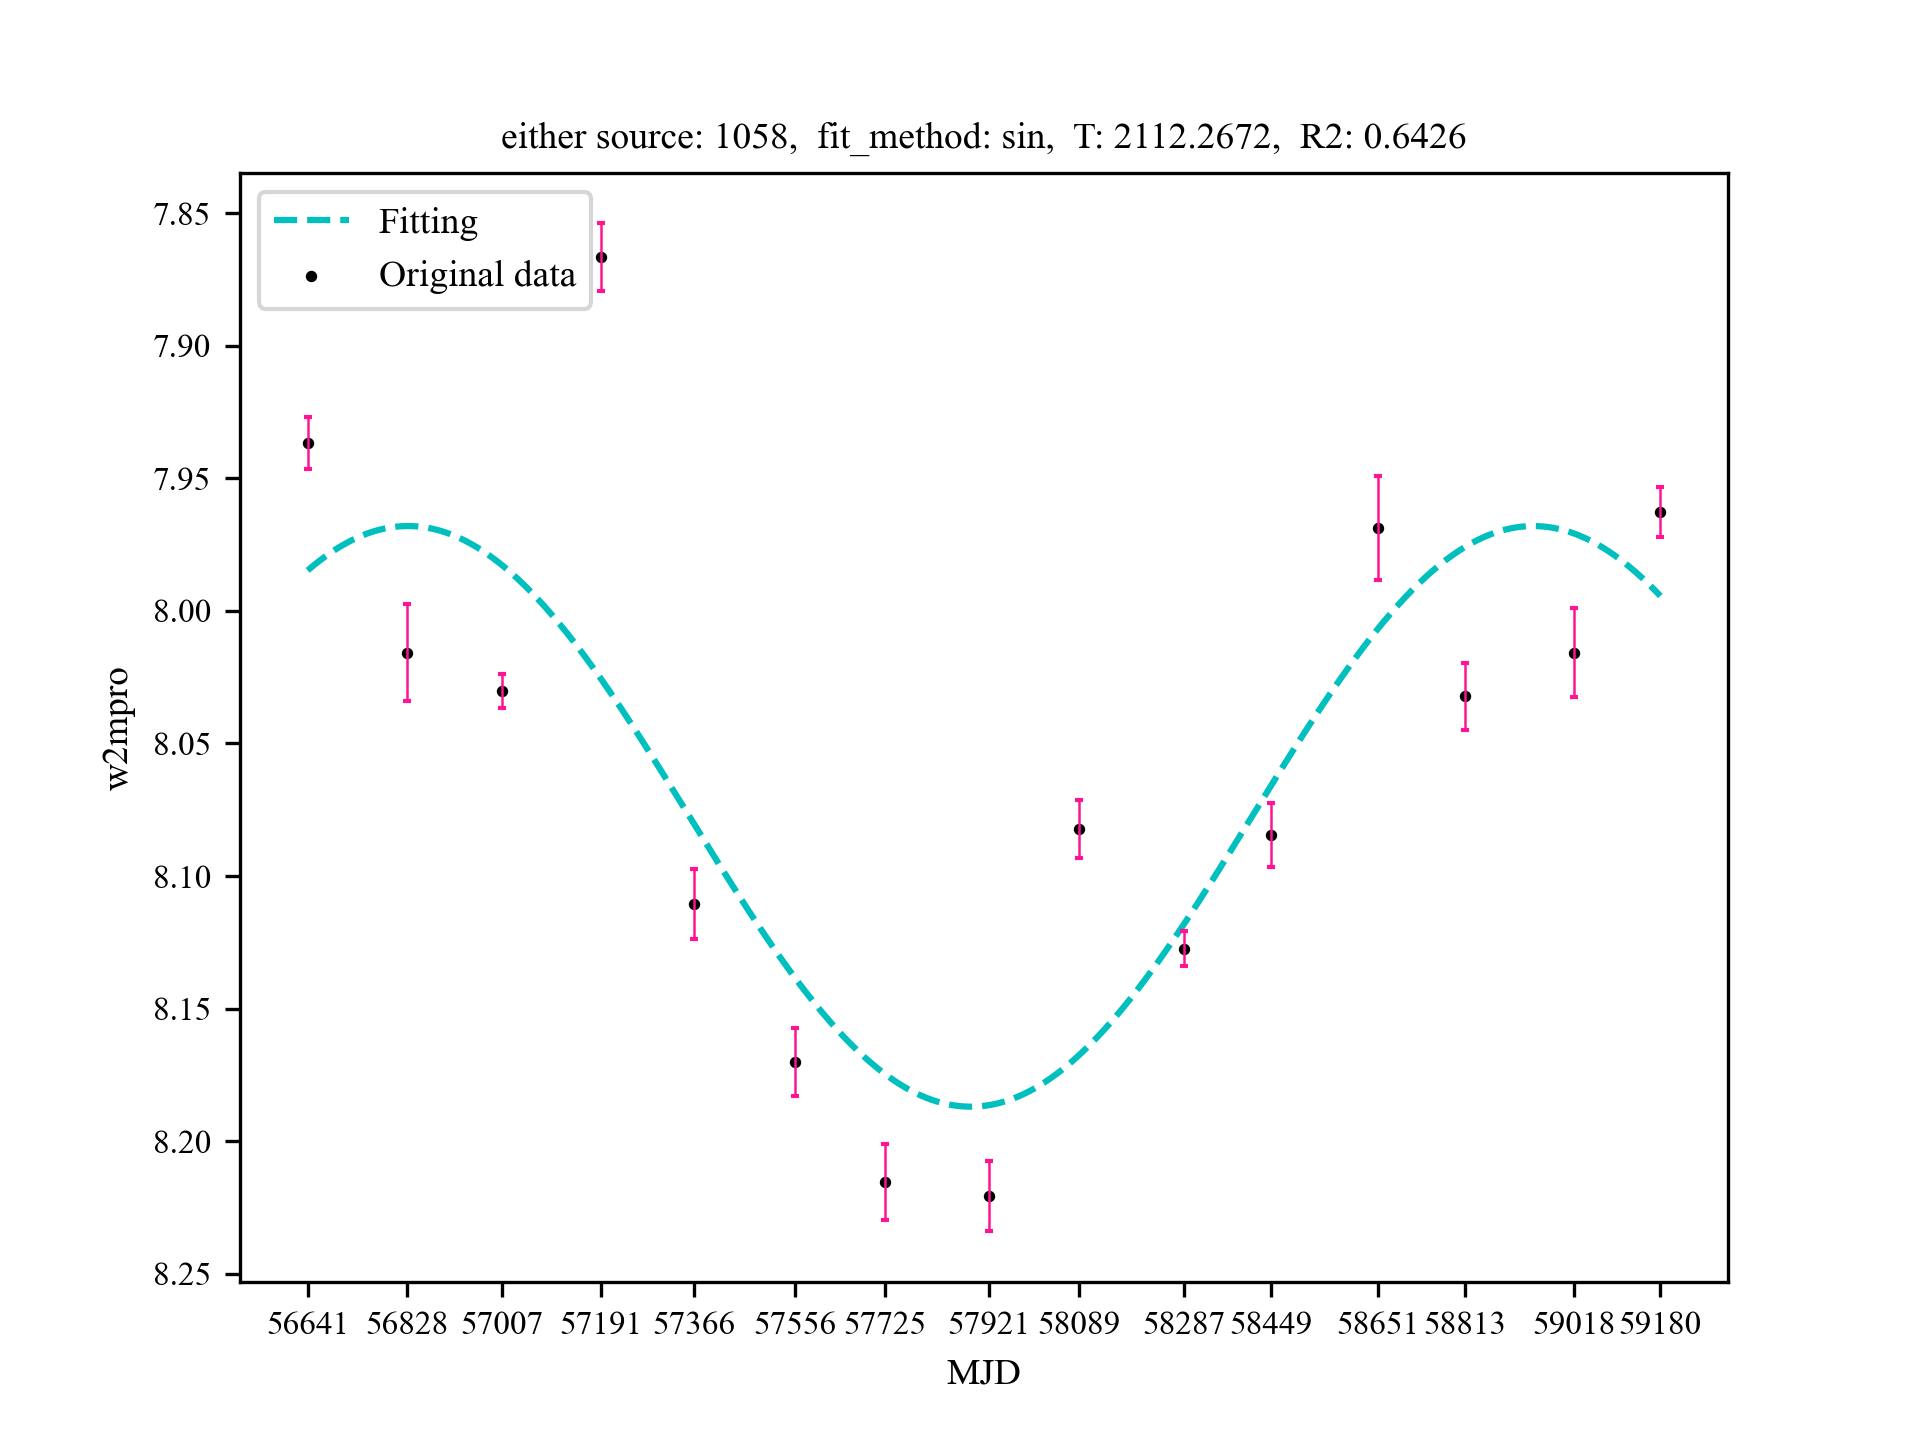 either source: 1058,  fit_method: sin,  T: 2112.2672,  R2: 0.6426
Fitting
Original data
7.85
7.90
7.95
8.00
8.05
8.10
8.15
8.20
8.25
w2mpro
56641 56828 57007 57191 57366 57556 57725 57921 58089 58287 58449 58651 58813 59018 59180
MJD